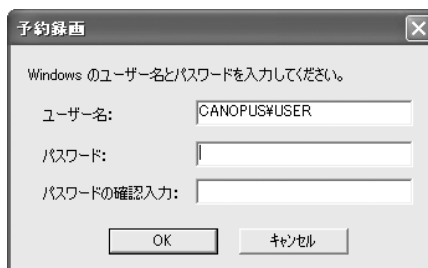 予約録画
Windows のユーザー名とパスワードを入力してください。
ユーザー名: CANOPUS¥USER
パスワード:
パスワードの確認入力:
OK キャンセル